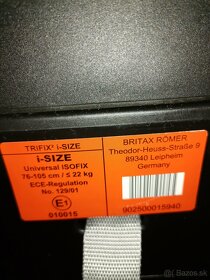 TRIFIX² i-SIZE
i-SIZE
Universal ISOFIX
76-105 cm / ≤ 22 kg
ECE-Regulation
No. 129/01
E1
010015
BRITAX RÖMER
Theodor-Heuss-Straße 9
89340 Leipheim
Germany
902500015940
bazos.sk